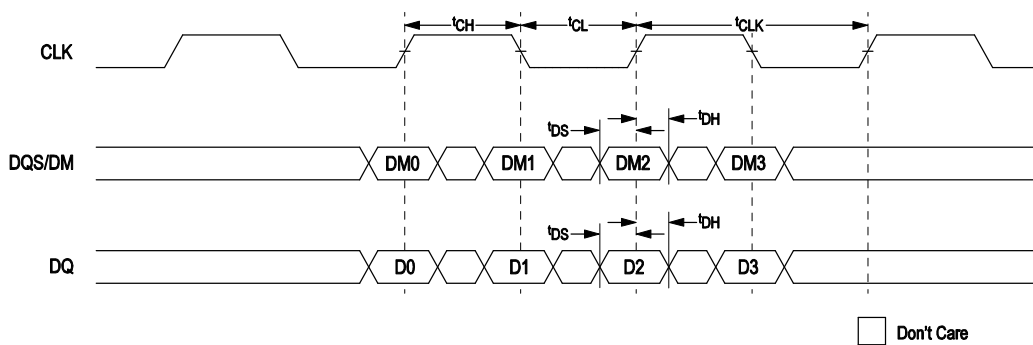 tCH tCL tCLK
CLK
tDS tDH
DQS/DM DM0 DM1 DM2 DM3
tDS tDH
DQ D0 D1 D2 D3
Don't Care